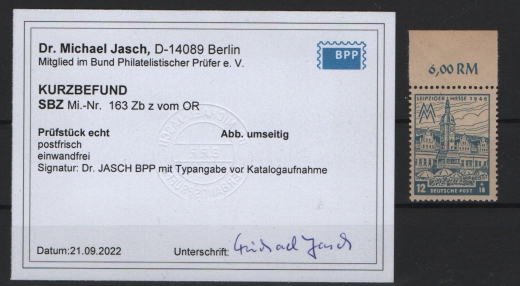 Dr. Michael Jasch, D-14089 Berlin
Mitglied im Bund Philatelistischer Prüfer e. V.
BPP
KURZBEFUND
SBZ Mi.-Nr. 163 Zb z vom OR
Prüfstück echt Abb. umseitig
postfrisch
einwandfrei
Signatur: Dr. JASCH BPP mit Typangabe vor Katalogaufnahme
Datum:21.09.2022 Unterschrift: Michael Jasch
6,00 RM
LEIPZIGER MESSE 1946
12 + 18
DEUTSCHE POST